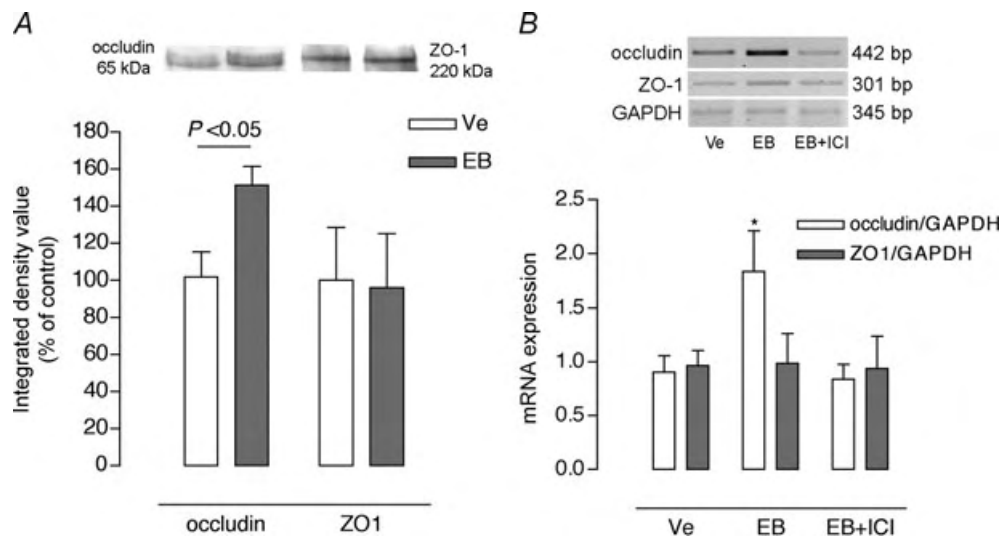 A
occludin
65 kDa
ZO-1
220 kDa
Ve
EB
P <0.05
Integrated density value
(% of control)
180
160
140
120
100
80
60
40
20
0
occludin ZO1
B
occludin 442 bp
ZO-1 301 bp
GAPDH 345 bp
Ve EB EB+ICI
occludin/GAPDH
ZO1/GAPDH
*
mRNA expression
2.5
2.0
1.5
1.0
0.5
0.0
Ve EB EB+ICI